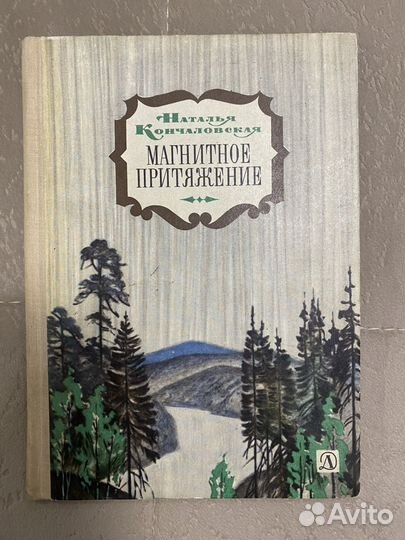 Наталья
Кончаловская
МАГНИТНОЕ
ПРИТЯЖЕНИЕ
Д
Avito